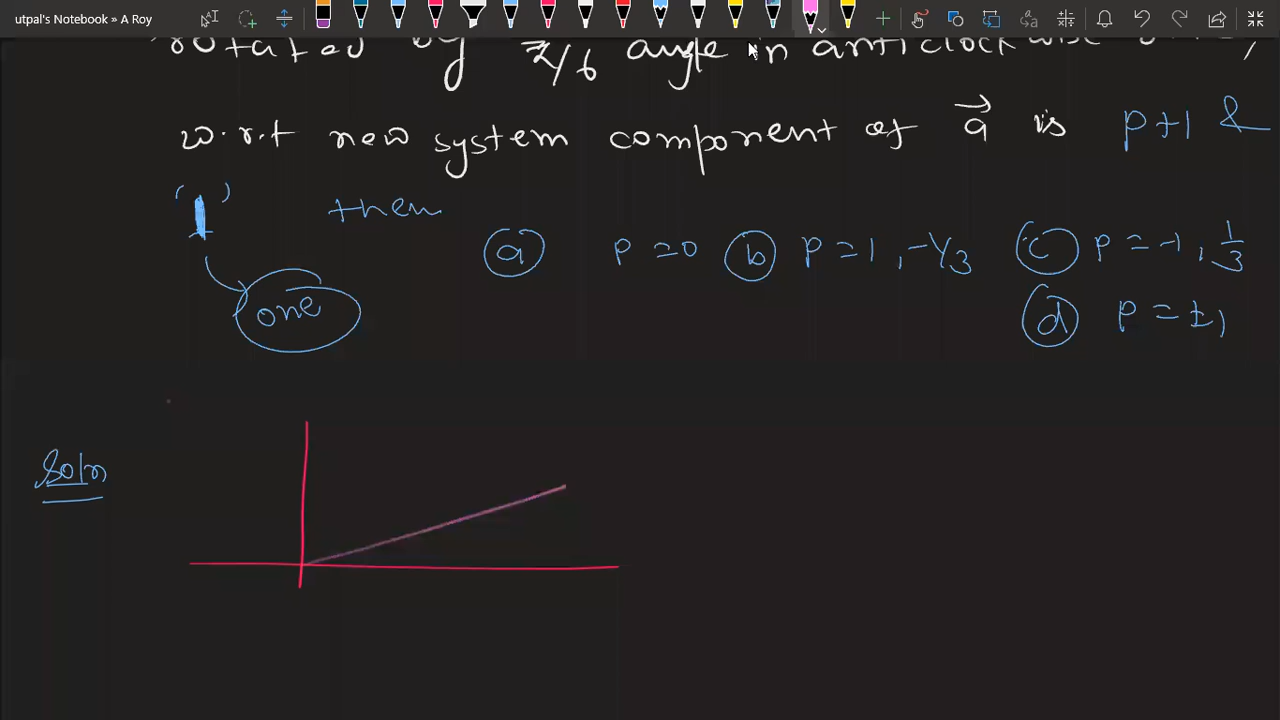 utpal's Notebook » A Roy
rotated by π/6 angle in anticlockwise
w.r.t new system component of a⃗ is p+1 &
'1' then
(a) P = 0 (b) P = 1, -1/3 (c) P = -1, 1/3
one (d) P = ±1
Soln